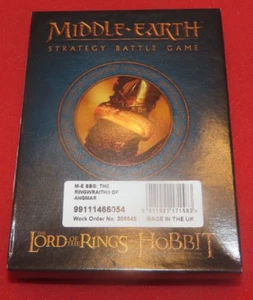 MIDDLE-EARTH
STRATEGY BATTLE GAME
M-E SBG: THE
RINGWRAITHS OF
ANGMAR
99111466054
MADE IN THE UK
Work Order No.
THE LORD OF THE RINGS HOBBIT